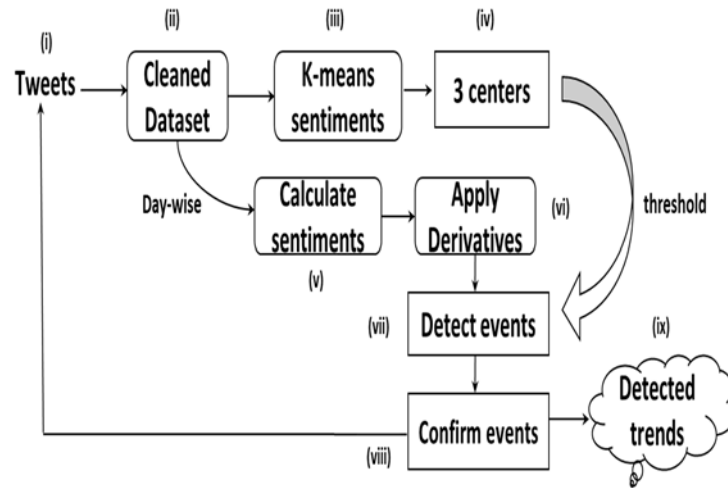 (i)
Tweets
(ii)
Cleaned
Dataset
(iii)
K-means
sentiments
(iv)
3 centers
Day-wise
Calculate
sentiments
(v)
Apply
Derivatives
(vi)
threshold
(vii)
Detect events
(viii)
Confirm events
(ix)
Detected
trends